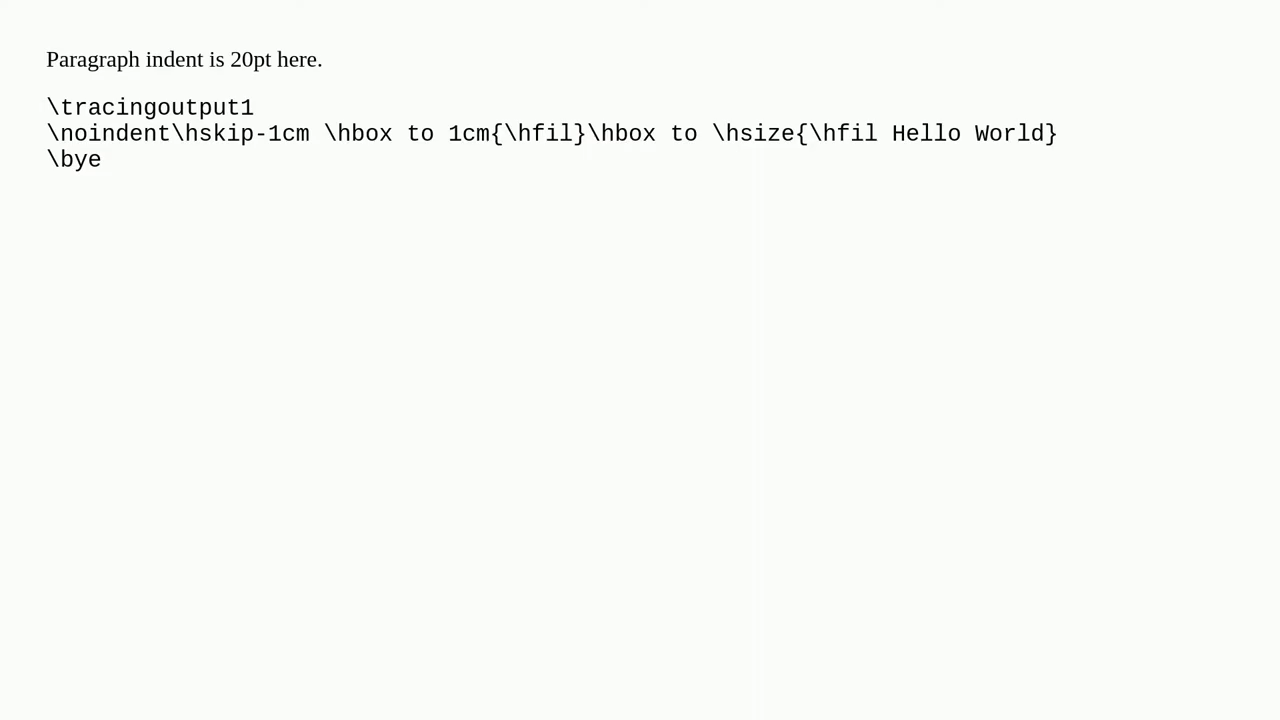 Paragraph indent is 20pt here.
\tracingoutput1
\noindent\hskip-1cm \hbox to 1cm{\hfil}\hbox to \hsize{\hfil Hello World}
\bye